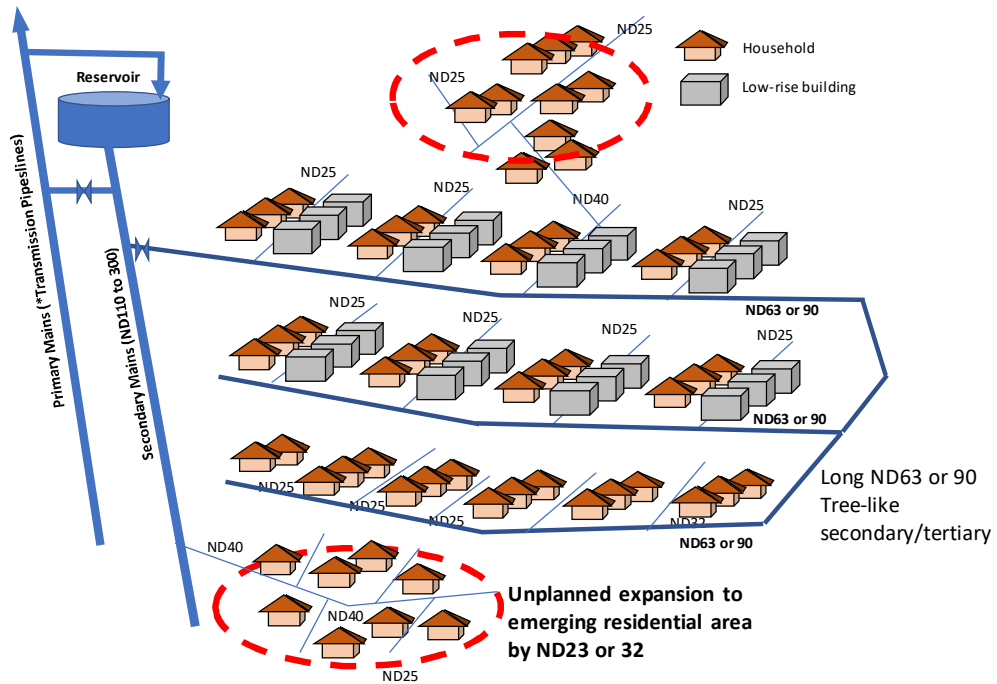 ND25
Household
Reservoir
ND25
Low-rise building
ND25
ND25
ND40
ND25
Primary Mains (*Transmission Pipeslines)
Secondary Mains (ND110 to 300)
ND63 or 90
ND25
ND25
ND25
ND25
ND63 or 90
Long ND63 or 90
Tree-like
secondary/tertiary
ND25
ND25
ND25
ND32
ND63 or 90
ND40
Unplanned expansion to
emerging residential area
by ND23 or 32
ND40
ND25